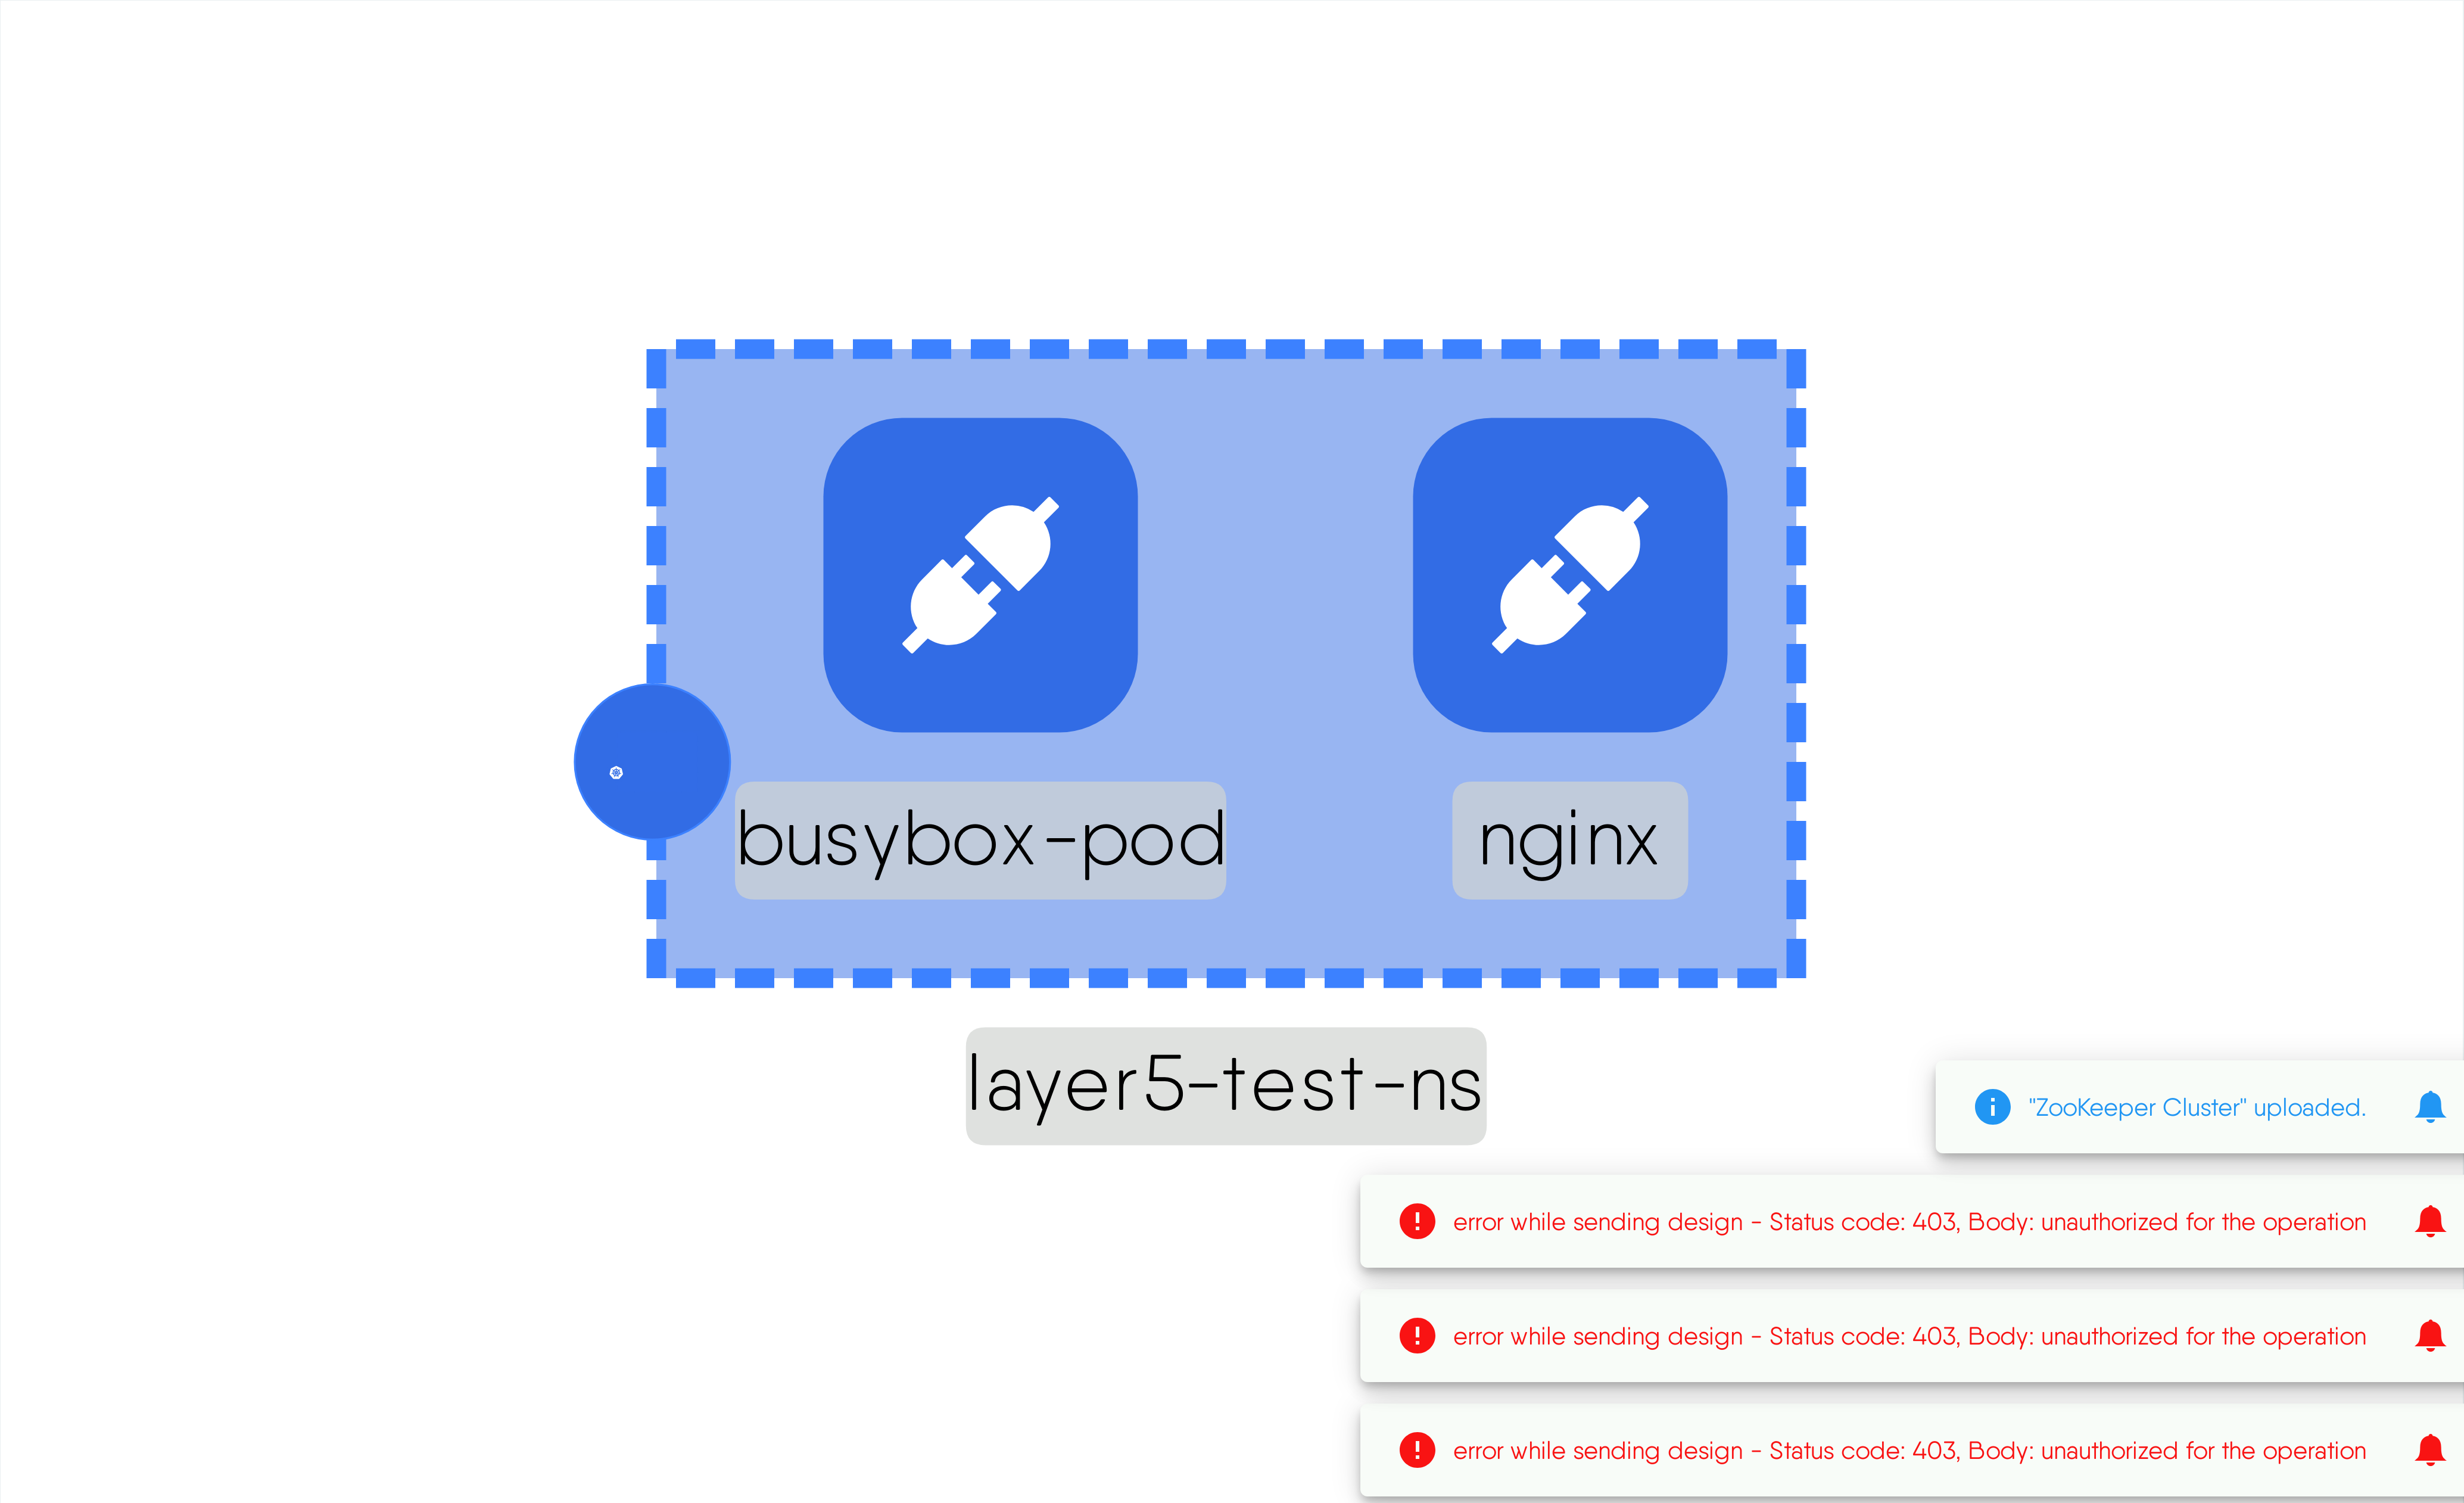 busybox-pod
nginx
layer5-test-ns
"ZooKeeper Cluster" uploaded.
error while sending design - Status code: 403, Body: unauthorized for the operation
error while sending design - Status code: 403, Body: unauthorized for the operation
error while sending design - Status code: 403, Body: unauthorized for the operation